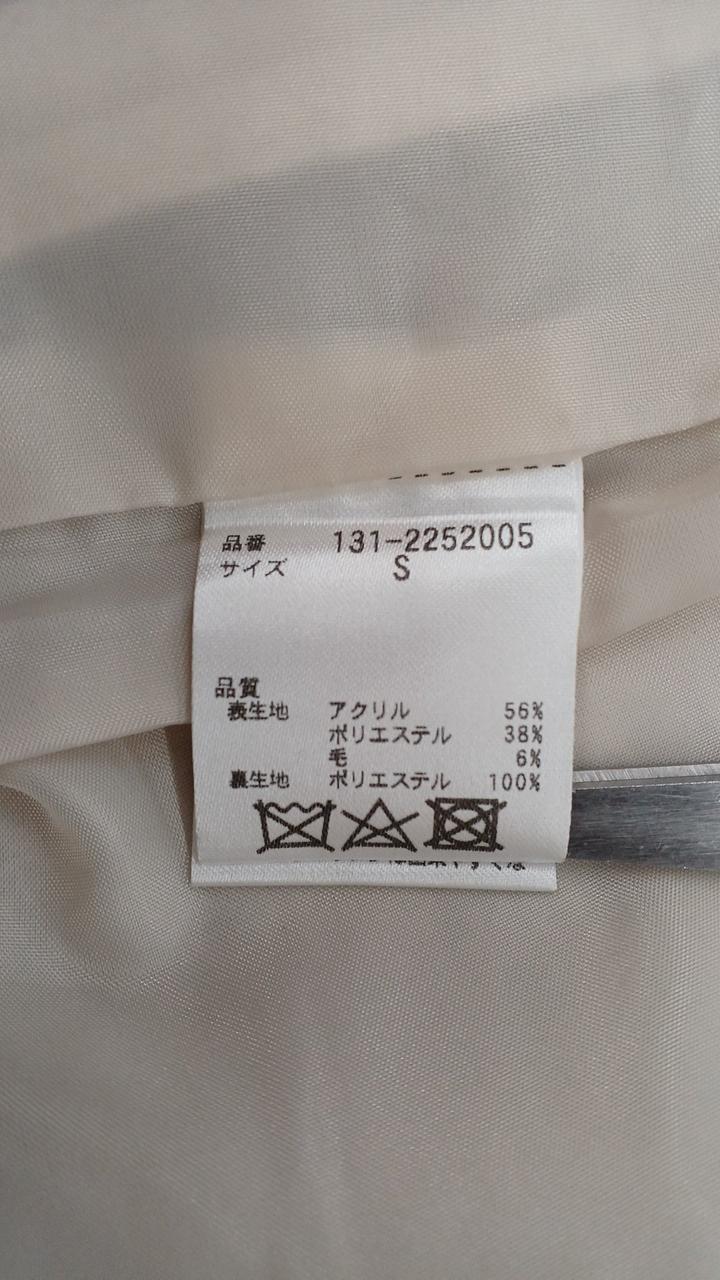 品番 131-2252005
サイズ S
品質
表生地 アクリル 56%
ポリエステル 38%
毛 6%
裏生地 ポリエステル 100%